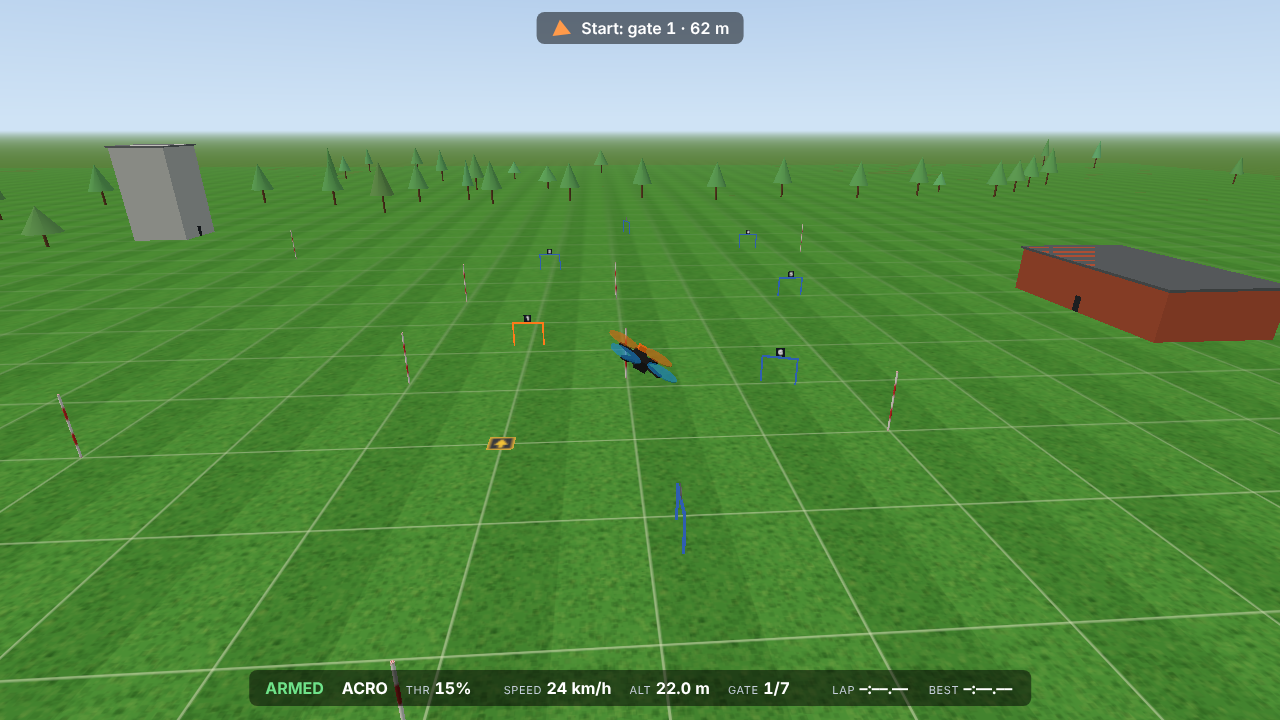 Start: gate 1 · 62 m
ARMED ACRO THR 15% SPEED 24 km/h ALT 22.0 m GATE 1/7 LAP –:––.–– BEST –:––.––